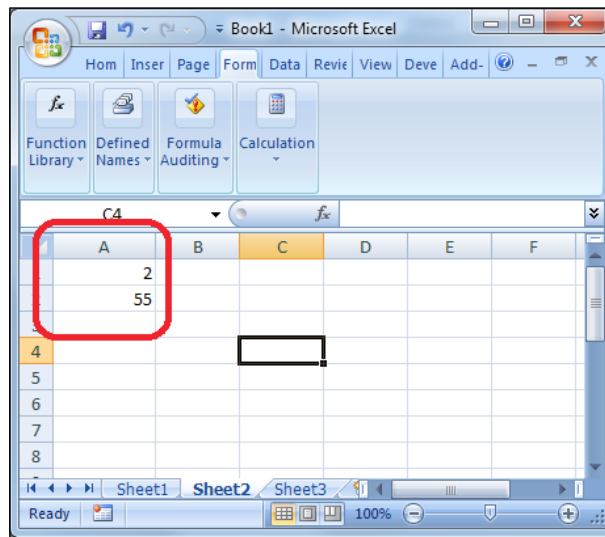 Book1 - Microsoft Excel
Hom Inser Page Form Data Revie View Deve Add-
fx
Function Library Defined Names Formula Auditing Calculation
C4 fx
A B C D E F
2
55
4
5
6
7
8
Sheet1 Sheet2 Sheet3
Ready 100%